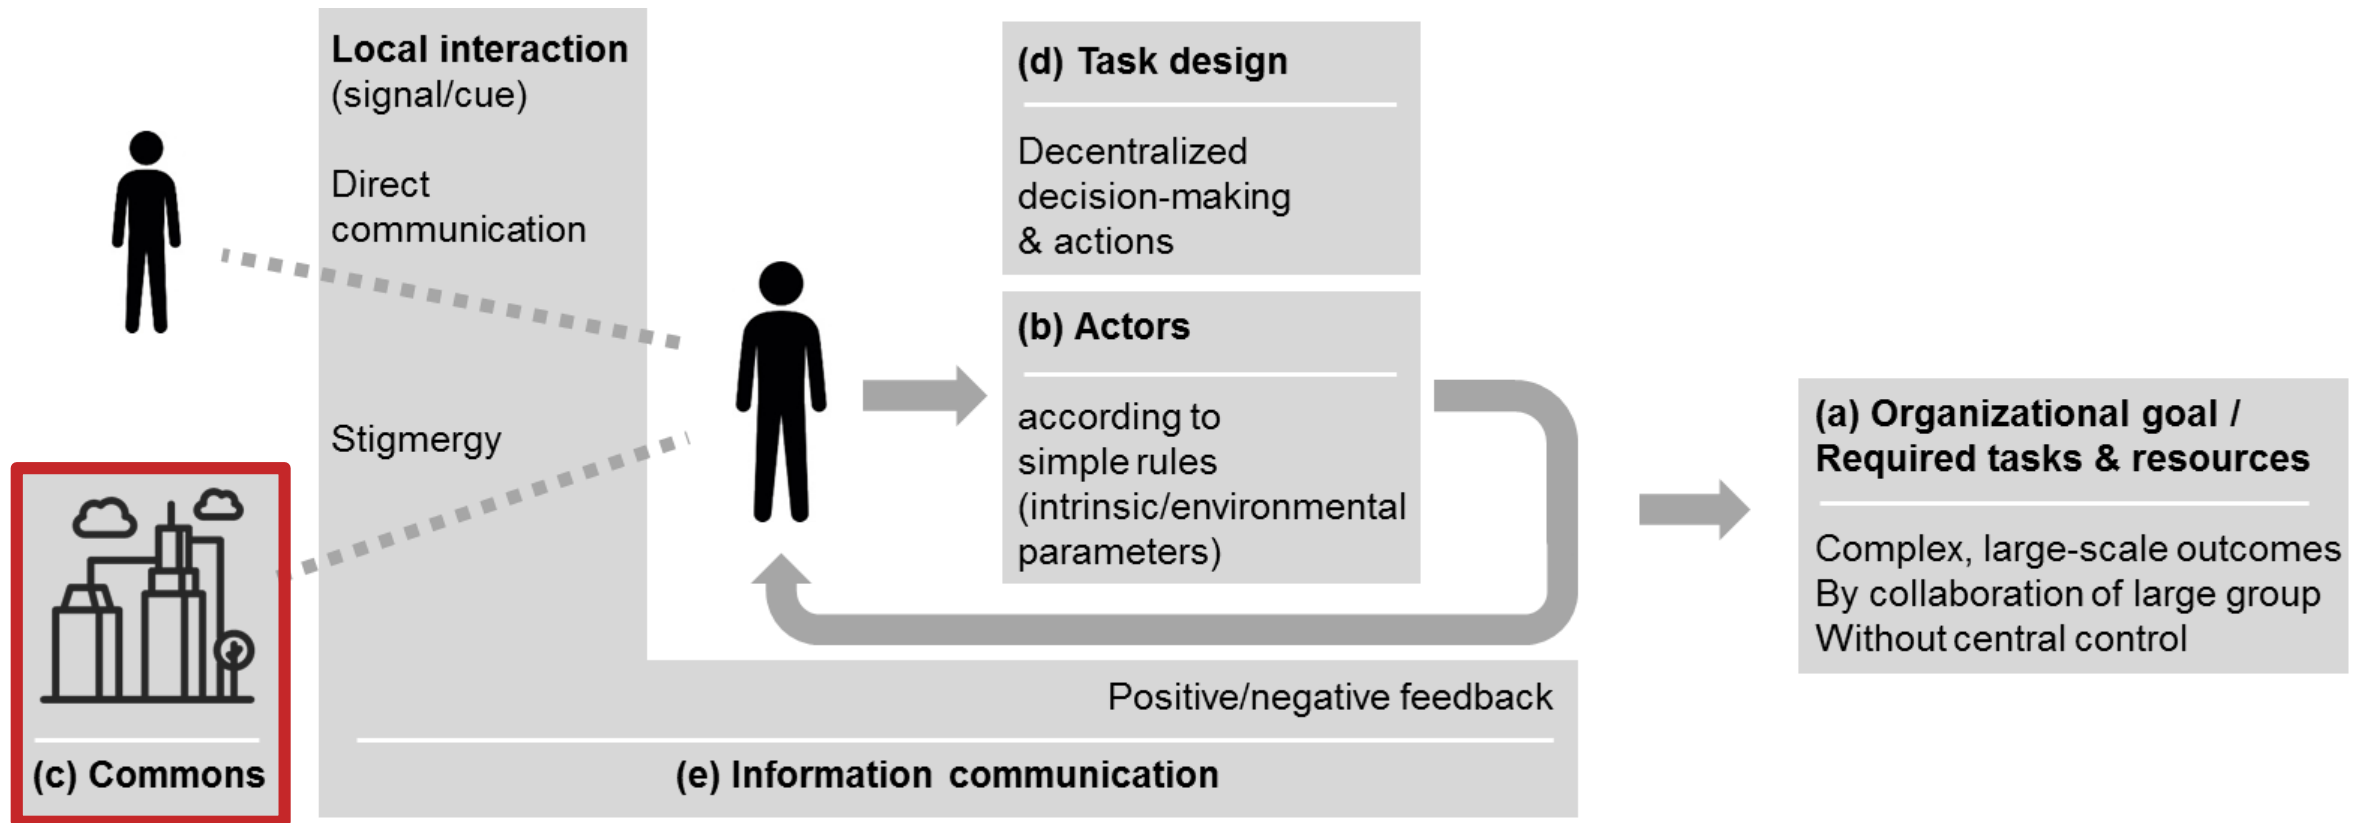 Local interaction
(signal/cue)
Direct
communication
Stigmergy
(c) Commons
(d) Task design
Decentralized
decision-making
& actions
(b) Actors
according to
simple rules
(intrinsic/environmental
parameters)
Positive/negative feedback
(e) Information communication
(a) Organizational goal /
Required tasks & resources
Complex, large-scale outcomes
By collaboration of large group
Without central control